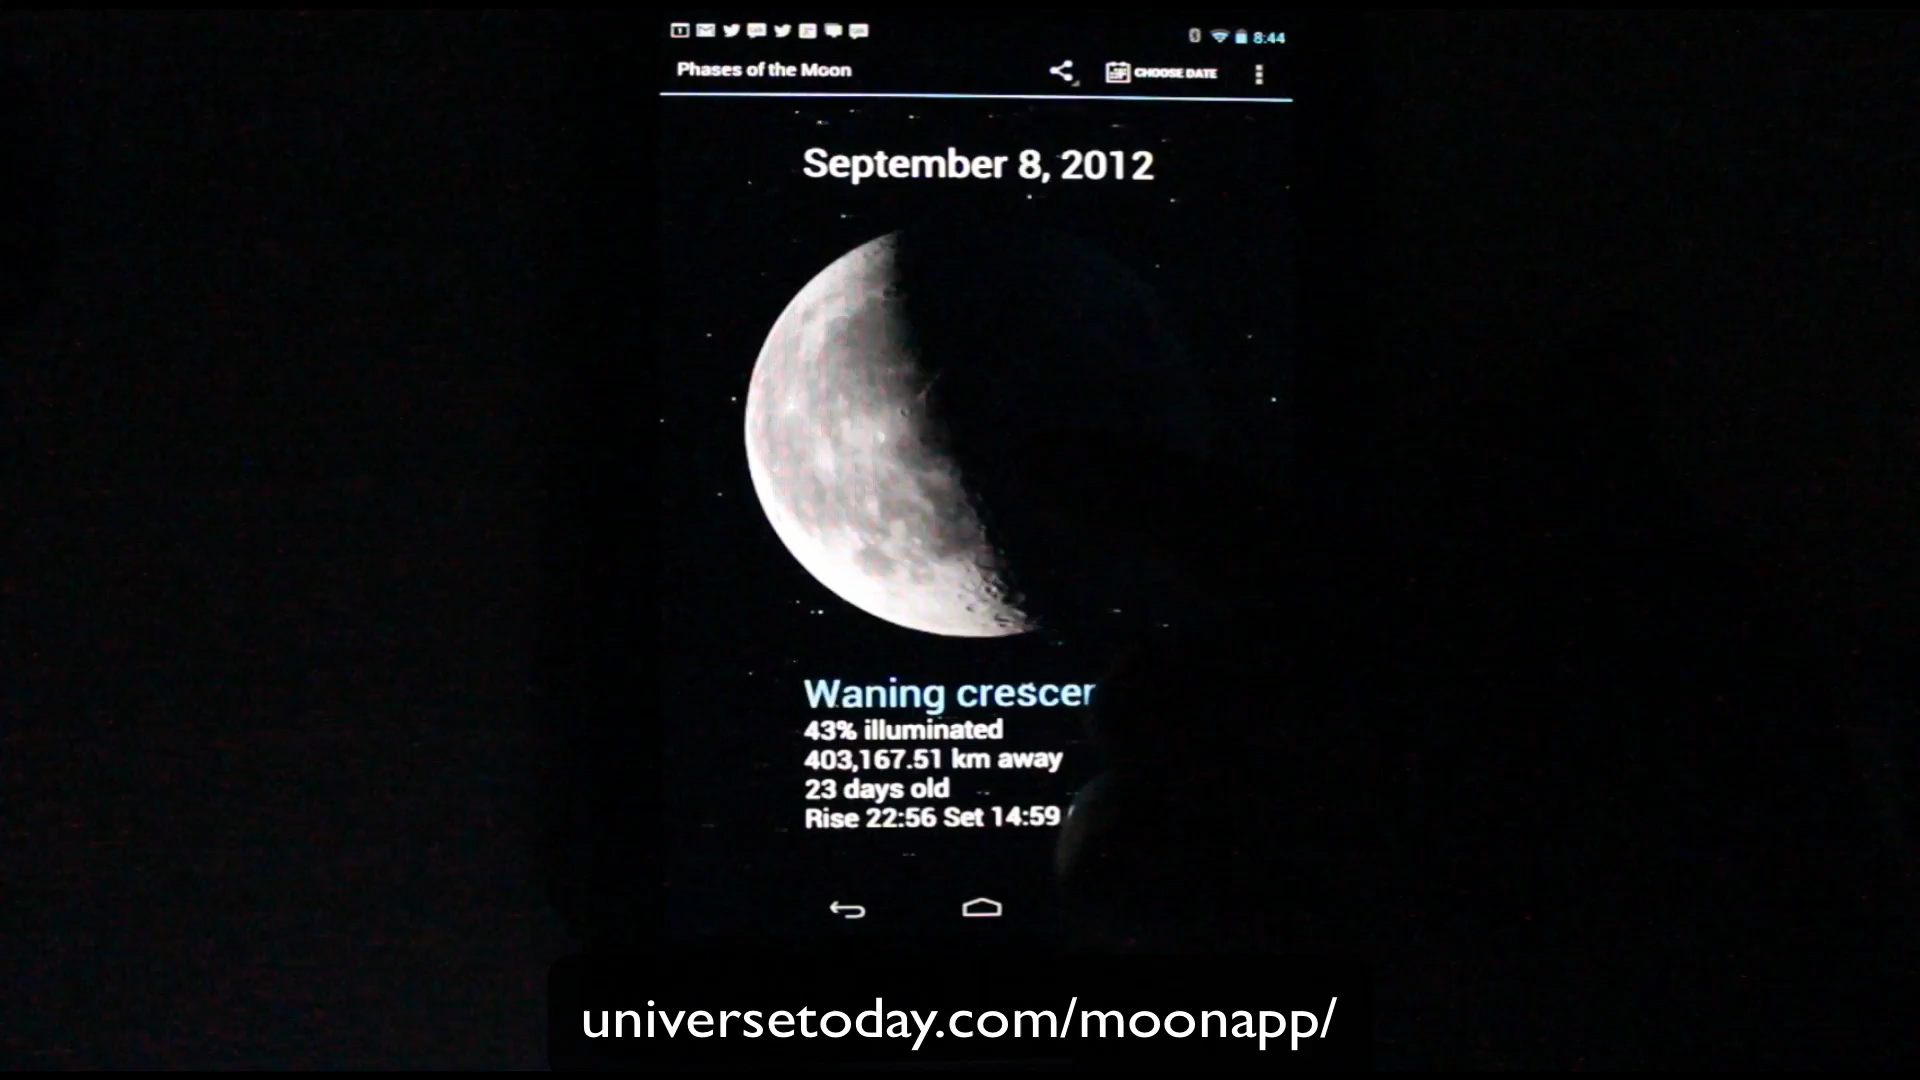 8:44
Phases of the Moon
CHOOSE DATE
September 8, 2012
Waning crescen
43% illuminated
403,167.51 km away
23 days old
Rise 22:56 Set 14:59
universetoday.com/moonapp/